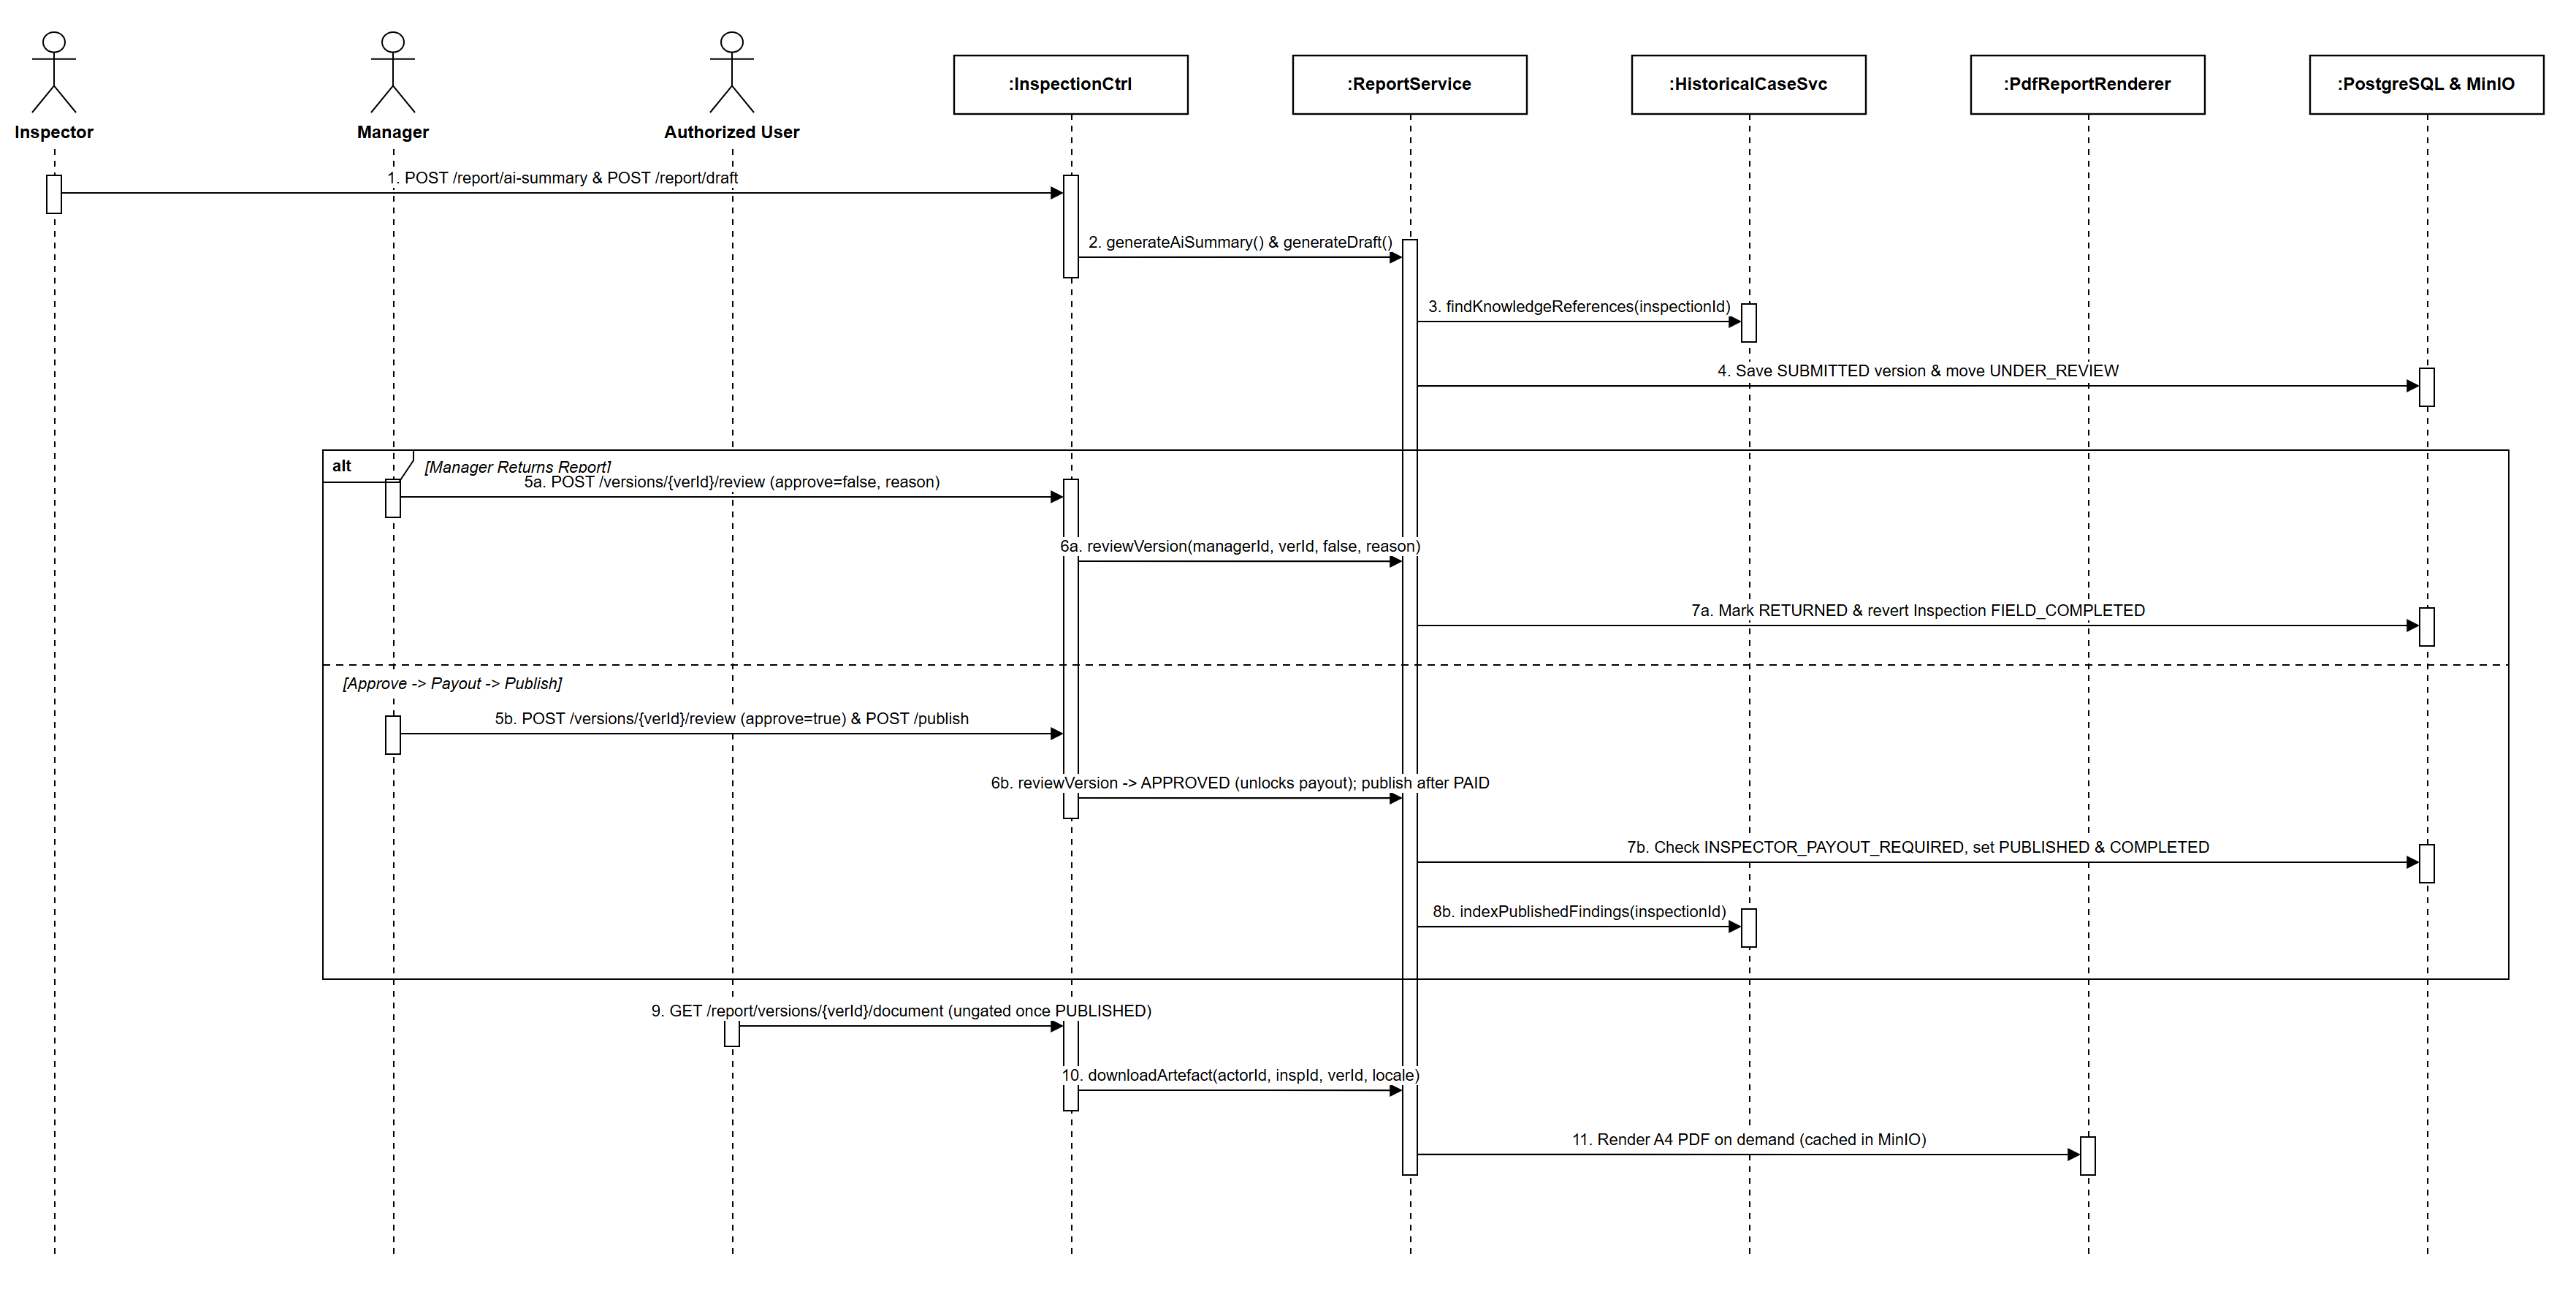 Inspector
Manager
Authorized User
:InspectionCtrl
:ReportService
:HistoricalCaseSvc
:PdfReportRenderer
:PostgreSQL & MinIO
1. POST /report/ai-summary & POST /report/draft
2. generateAiSummary() & generateDraft()
3. findKnowledgeReferences(inspectionId)
4. Save SUBMITTED version & move UNDER_REVIEW
alt
[Manager Returns Report]
5a. POST /versions/{verId}/review (approve=false, reason)
6a. reviewVersion(managerId, verId, false, reason)
7a. Mark RETURNED & revert Inspection FIELD_COMPLETED
[Approve -> Payout -> Publish]
5b. POST /versions/{verId}/review (approve=true) & POST /publish
6b. reviewVersion -> APPROVED (unlocks payout); publish after PAID
7b. Check INSPECTOR_PAYOUT_REQUIRED, set PUBLISHED & COMPLETED
8b. indexPublishedFindings(inspectionId)
9. GET /report/versions/{verId}/document (ungated once PUBLISHED)
10. downloadArtefact(actorId, inspId, verId, locale)
11. Render A4 PDF on demand (cached in MinIO)